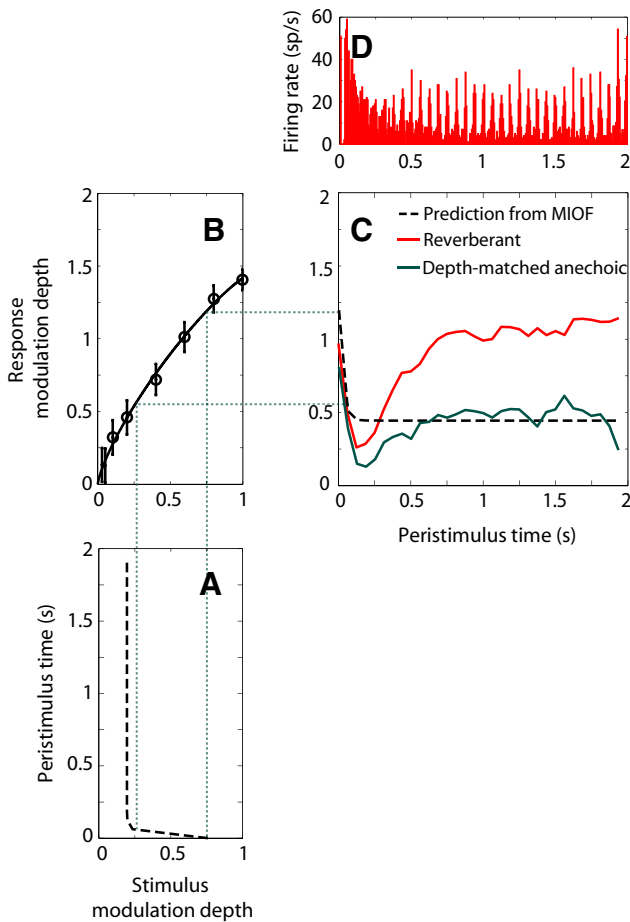 D
Firing rate (sp/s)
60
40
20
0
0 0.5 1 1.5 2
B
Response
modulation depth
2
1.5
1
0.5
0
0 0.5 1
C
Prediction from MIOF
Reverberant
Depth-matched anechoic
2
1.5
1
0.5
0
0 0.5 1 1.5 2
Peristimulus time (s)
A
Peristimulus time (s)
2
1.5
1
0.5
0
0 0.5 1
Stimulus
modulation depth